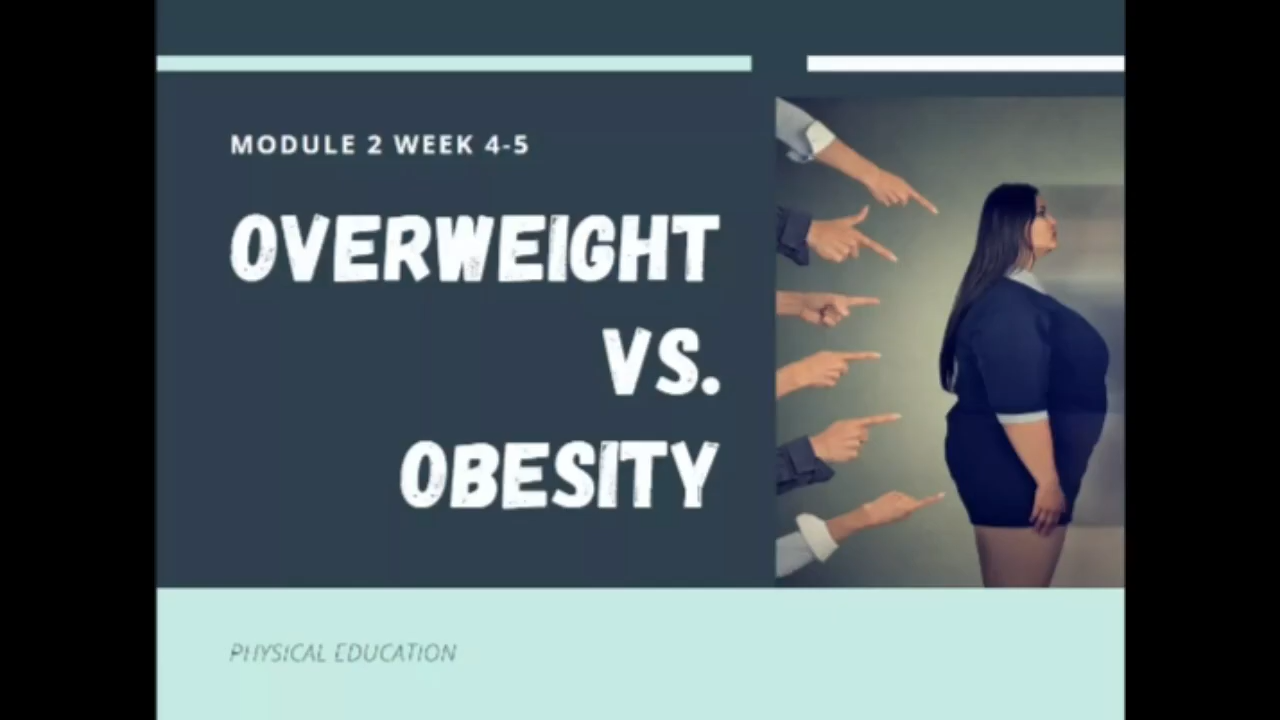 MODULE 2 WEEK 4-5
OVERWEIGHT
VS.
OBESITY
PHYSICAL EDUCATION